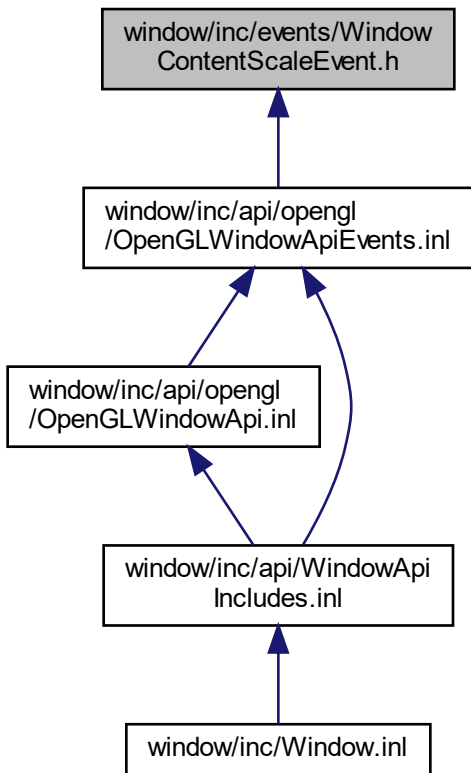 window/inc/events/Window
ContentScaleEvent.h
window/inc/api/opengl
/OpenGLWindowApiEvents.inl
window/inc/api/opengl
/OpenGLWindowApi.inl
window/inc/api/WindowApi
Includes.inl
window/inc/Window.inl